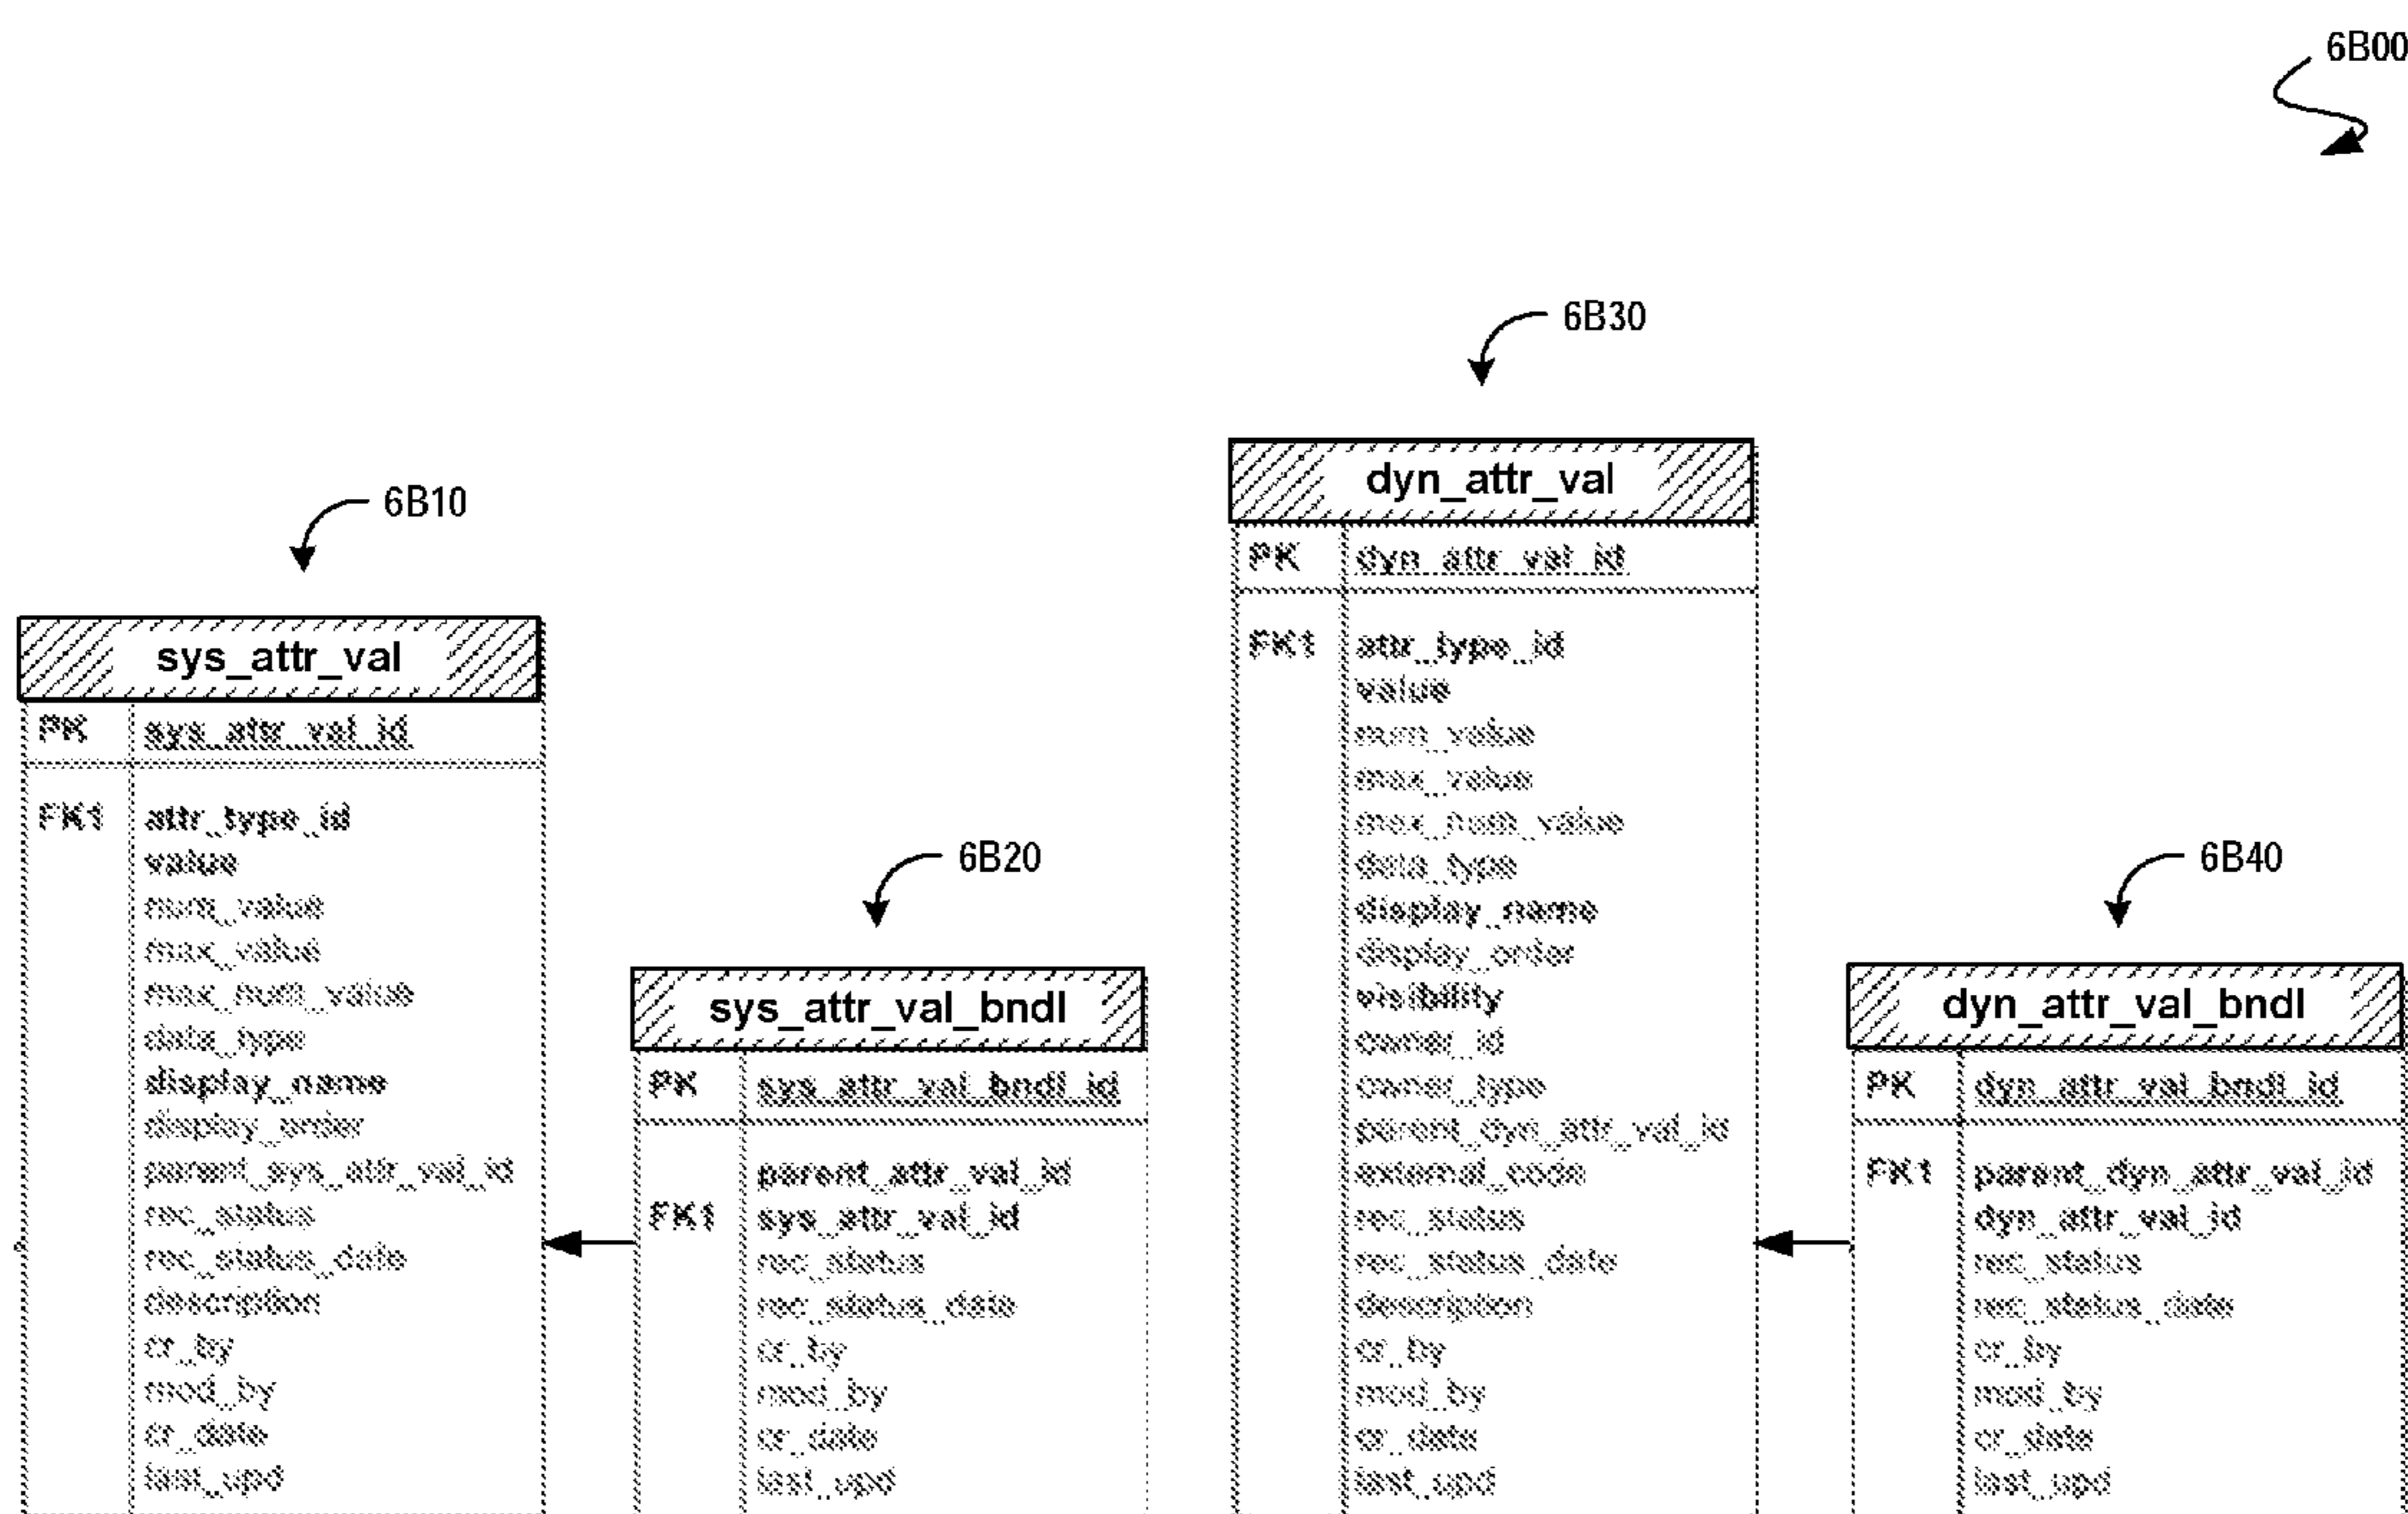 6B00
6B10
sys_attr_val
PK sys_attr_val_id
FK1 attr_type_id
value
num_value
max_value
max_num_value
data_type
display_name
display_order
parent_sys_attr_val_id
rec_status
rec_status_date
description
cr_by
mod_by
cr_date
last_upd
6B20
sys_attr_val_bndl
PK sys_attr_val_bndl_id
parent_attr_val_id
FK1 sys_attr_val_id
rec_status
rec_status_date
cr_by
mod_by
cr_date
last_upd
6B30
dyn_attr_val
PK dyn_attr_val_id
FK1 attr_type_id
value
num_value
max_value
max_num_value
data_type
display_name
display_order
visibility
owner_id
owner_type
parent_dyn_attr_val_id
external_code
rec_status
rec_status_date
description
cr_by
mod_by
cr_date
last_upd
6B40
dyn_attr_val_bndl
PK dyn_attr_val_bndl_id
FK1 parent_dyn_attr_val_id
dyn_attr_val_id
rec_status
rec_status_date
cr_by
mod_by
cr_date
last_upd